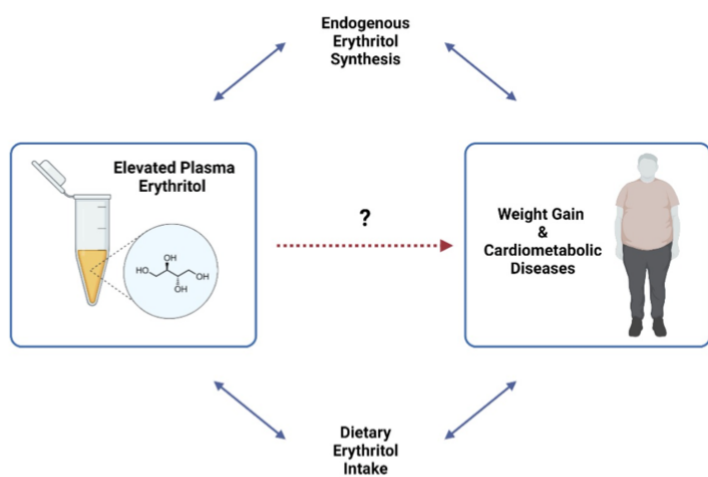 Endogenous
Erythritol
Synthesis
Elevated Plasma
Erythritol
HO
OH
OH
OH
?
Weight Gain
&
Cardiometabolic
Diseases
Dietary
Erythritol
Intake